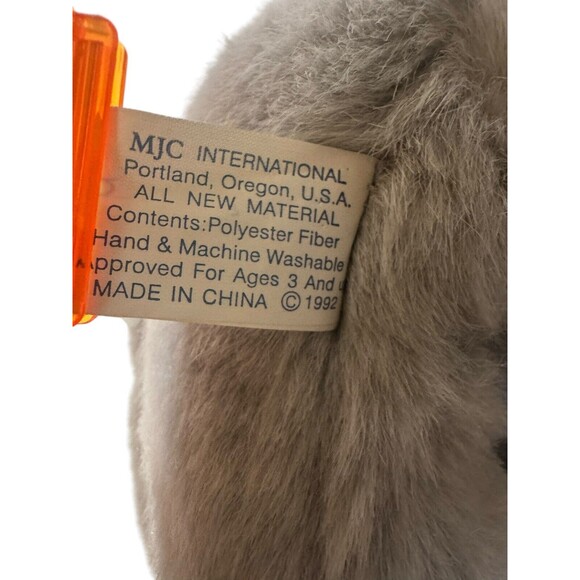 MJC INTERNATIONAL
Portland, Oregon, U.S.A.
ALL NEW MATERIAL
Contents:Polyester Fiber
Hand & Machine Washable
Approved For Ages 3 And
MADE IN CHINA ©1992